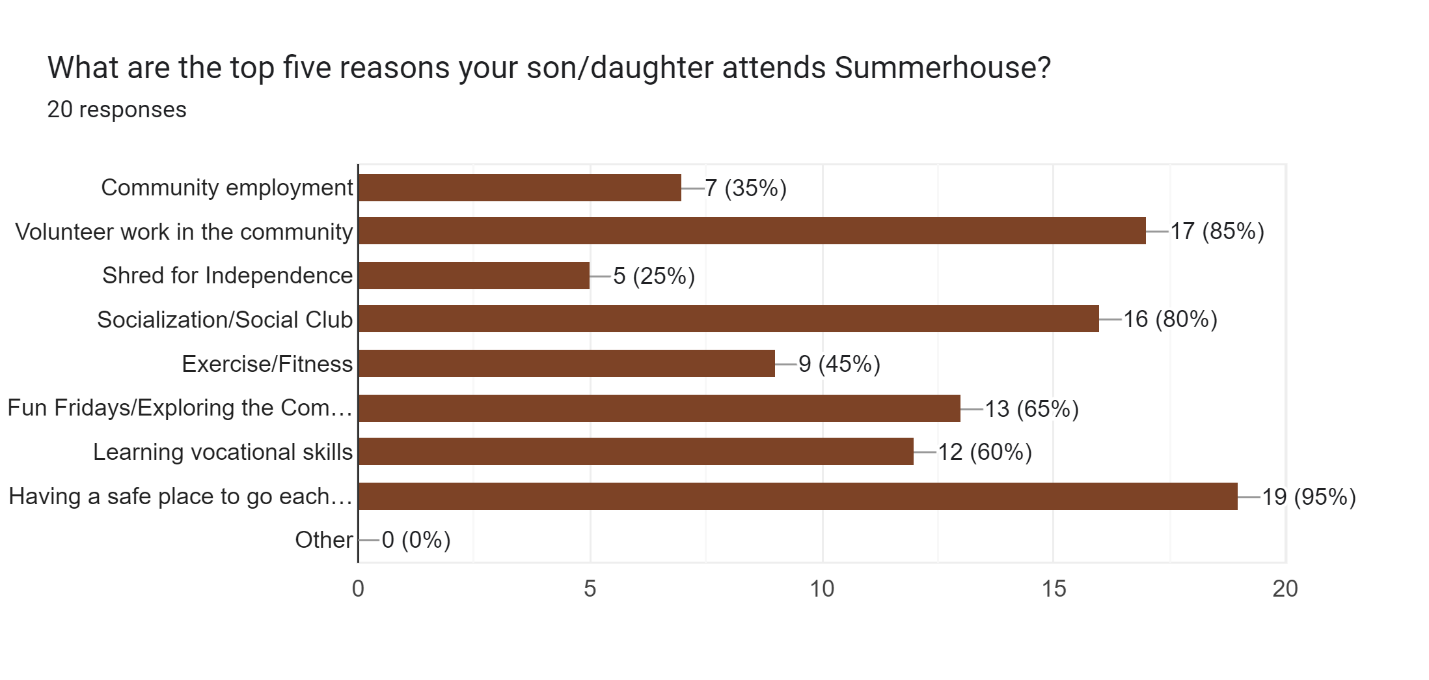 What are the top five reasons your son/daughter attends Summerhouse?
20 responses
Community employment 7 (35%)
Volunteer work in the community 17 (85%)
Shred for Independence 5 (25%)
Socialization/Social Club 16 (80%)
Exercise/Fitness 9 (45%)
Fun Fridays/Exploring the Com… 13 (65%)
Learning vocational skills 12 (60%)
Having a safe place to go each… 19 (95%)
Other 0 (0%)
0 5 10 15 20